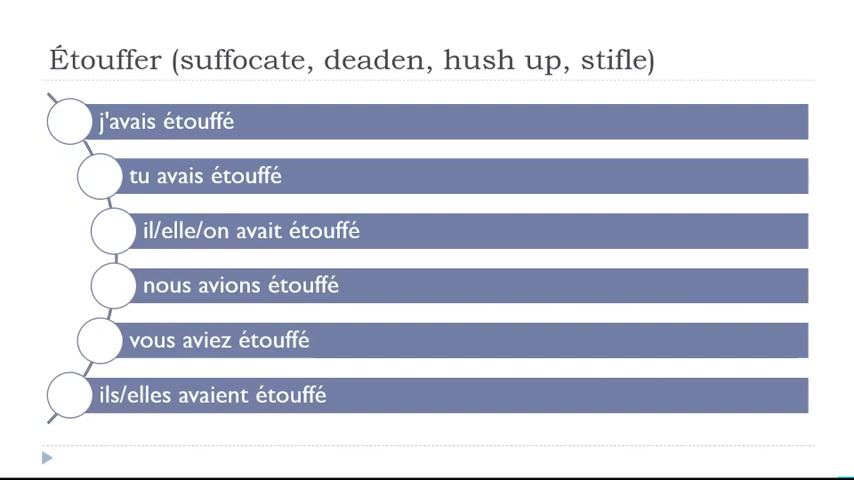 Étouffer (suffocate, deaden, hush up, stifle)
j'avais étouffé
tu avais étouffé
il/elle/on avait étouffé
nous avions étouffé
vous aviez étouffé
ils/elles avaient étouffé